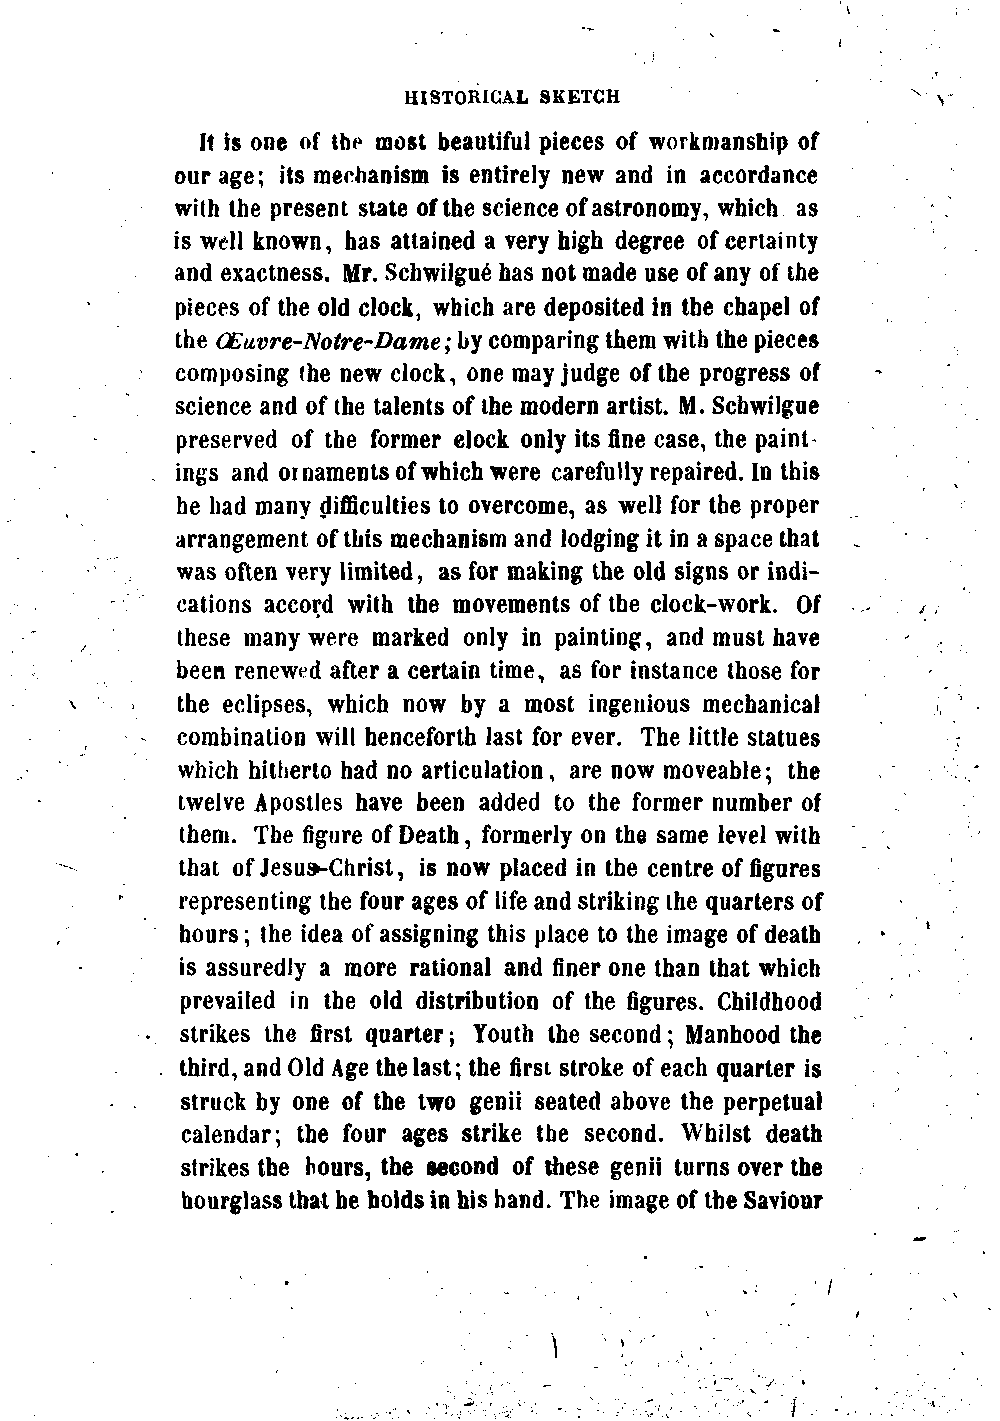 HISTORICAL SKETCH
It is one of the most beautiful pieces of workmanship of
our age; its mechanism is entirely new and in accordance
with the present state of the science of astronomy, which as
is well known, has attained a very high degree of certainty
and exactness. Mr. Schwilgué has not made use of any of the
pieces of the old clock, which are deposited in the chapel of
the Œuvre-Notre-Dame; by comparing them with the pieces
composing the new clock, one may judge of the progress of
science and of the talents of the modern artist. M. Schwilgue
preserved of the former elock only its fine case, the paint-
ings and ornaments of which were carefully repaired. In this
he had many difficulties to overcome, as well for the proper
arrangement of this mechanism and lodging it in a space that
was often very limited, as for making the old signs or indi-
cations accord with the movements of the clock-work. Of
these many were marked only in painting, and must have
been renewed after a certain time, as for instance those for
the eclipses, which now by a most ingenious mechanical
combination will henceforth last for ever. The little statues
which hitherto had no articulation, are now moveable; the
twelve Apostles have been added to the former number of
them. The figure of Death, formerly on the same level with
that of Jesus-Christ, is now placed in the centre of figures
representing the four ages of life and striking the quarters of
hours; the idea of assigning this place to the image of death
is assuredly a more rational and finer one than that which
prevailed in the old distribution of the figures. Childhood
strikes the first quarter; Youth the second; Manhood the
third, and Old Age the last; the first stroke of each quarter is
struck by one of the two genii seated above the perpetual
calendar; the four ages strike the second. Whilst death
strikes the hours, the second of these genii turns over the
hourglass that he holds in his hand. The image of the Saviour